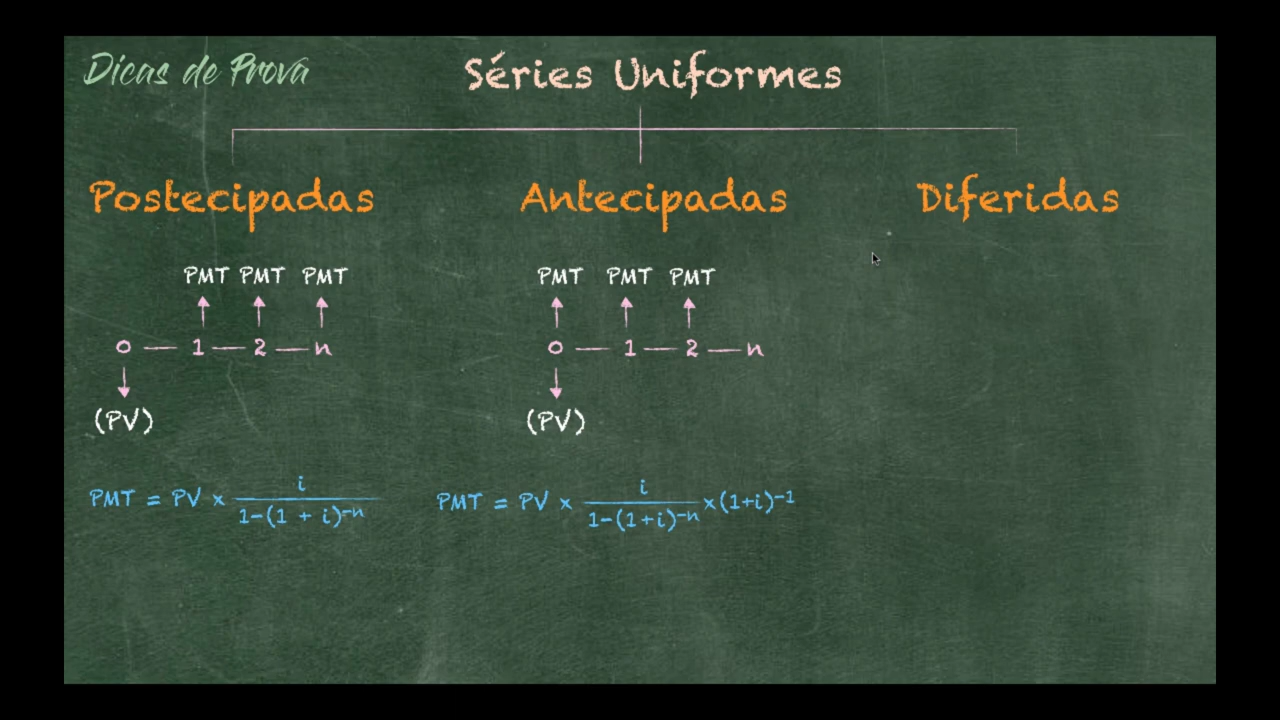 Dicas de Prova
Séries Uniformes
Postecipadas
PMT PMT PMT
0 — 1 — 2 — n
(PV)
PMT = PV x i
1-(1 + i)-n
Antecipadas
PMT PMT PMT
0 — 1 — 2 — n
(PV)
PMT = PV x i x(1+i)-1
1-(1+i)-n
Diferidas